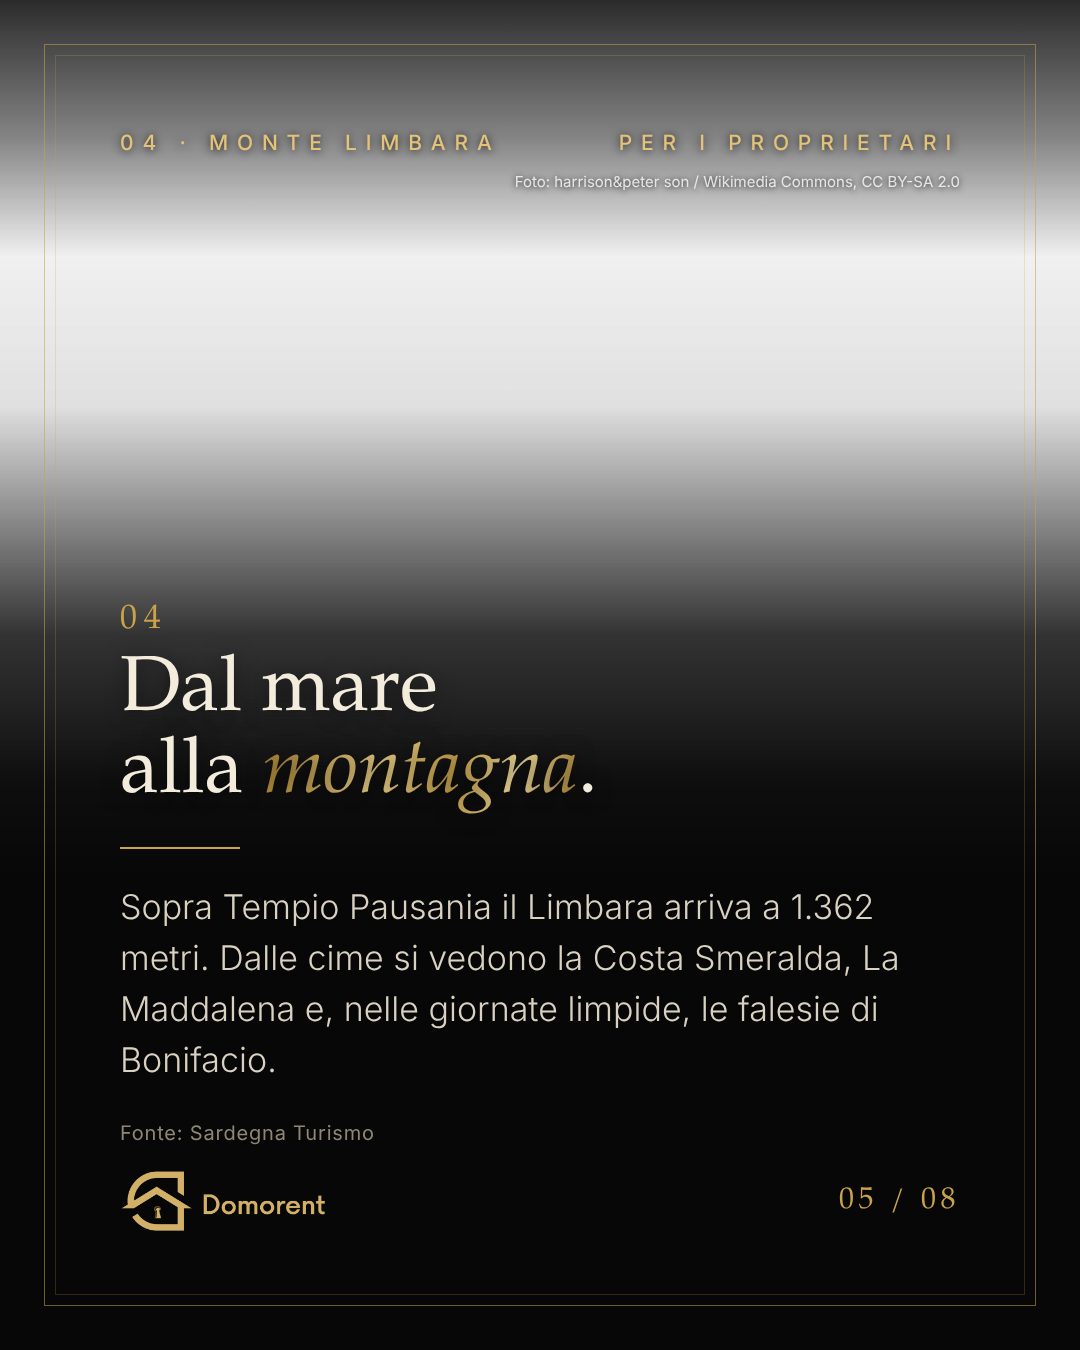 04 · MONTE LIMBARA
PER I PROPRIETARI
Foto: harrison&peter son / Wikimedia Commons, CC BY-SA 2.0
04
Dal mare
alla montagna.
Sopra Tempio Pausania il Limbara arriva a 1.362
metri. Dalle cime si vedono la Costa Smeralda, La
Maddalena e, nelle giornate limpide, le falesie di
Bonifacio.
Fonte: Sardegna Turismo
Domorent
05 / 08